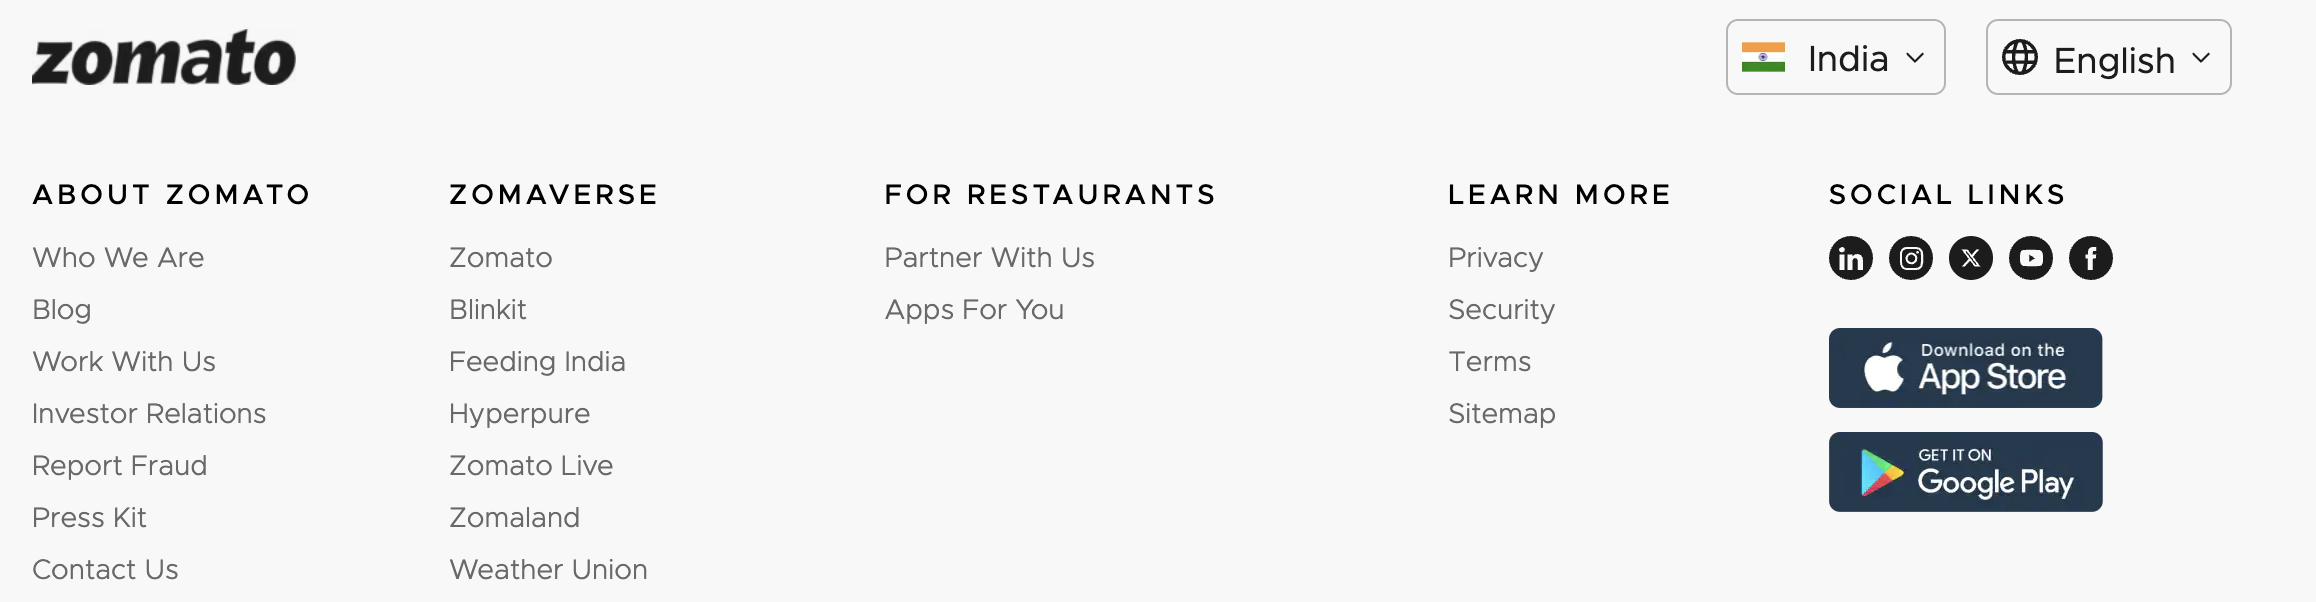 zomato
India
English
ABOUT ZOMATO
Who We Are
Blog
Work With Us
Investor Relations
Report Fraud
Press Kit
Contact Us
ZOMAVERSE
Zomato
Blinkit
Feeding India
Hyperpure
Zomato Live
Zomaland
Weather Union
FOR RESTAURANTS
Partner With Us
Apps For You
LEARN MORE
Privacy
Security
Terms
Sitemap
SOCIAL LINKS
Download on the
App Store
GET IT ON
Google Play